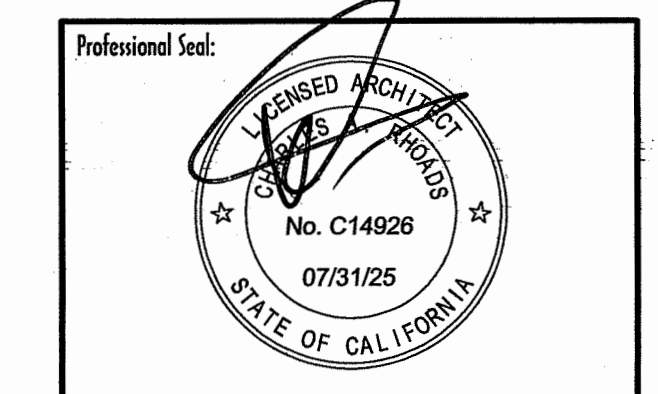 Professional Seal:
LICENSED ARCHITECT
CHARLES RHOADS
No. C14926
07/31/25
STATE OF CALIFORNIA